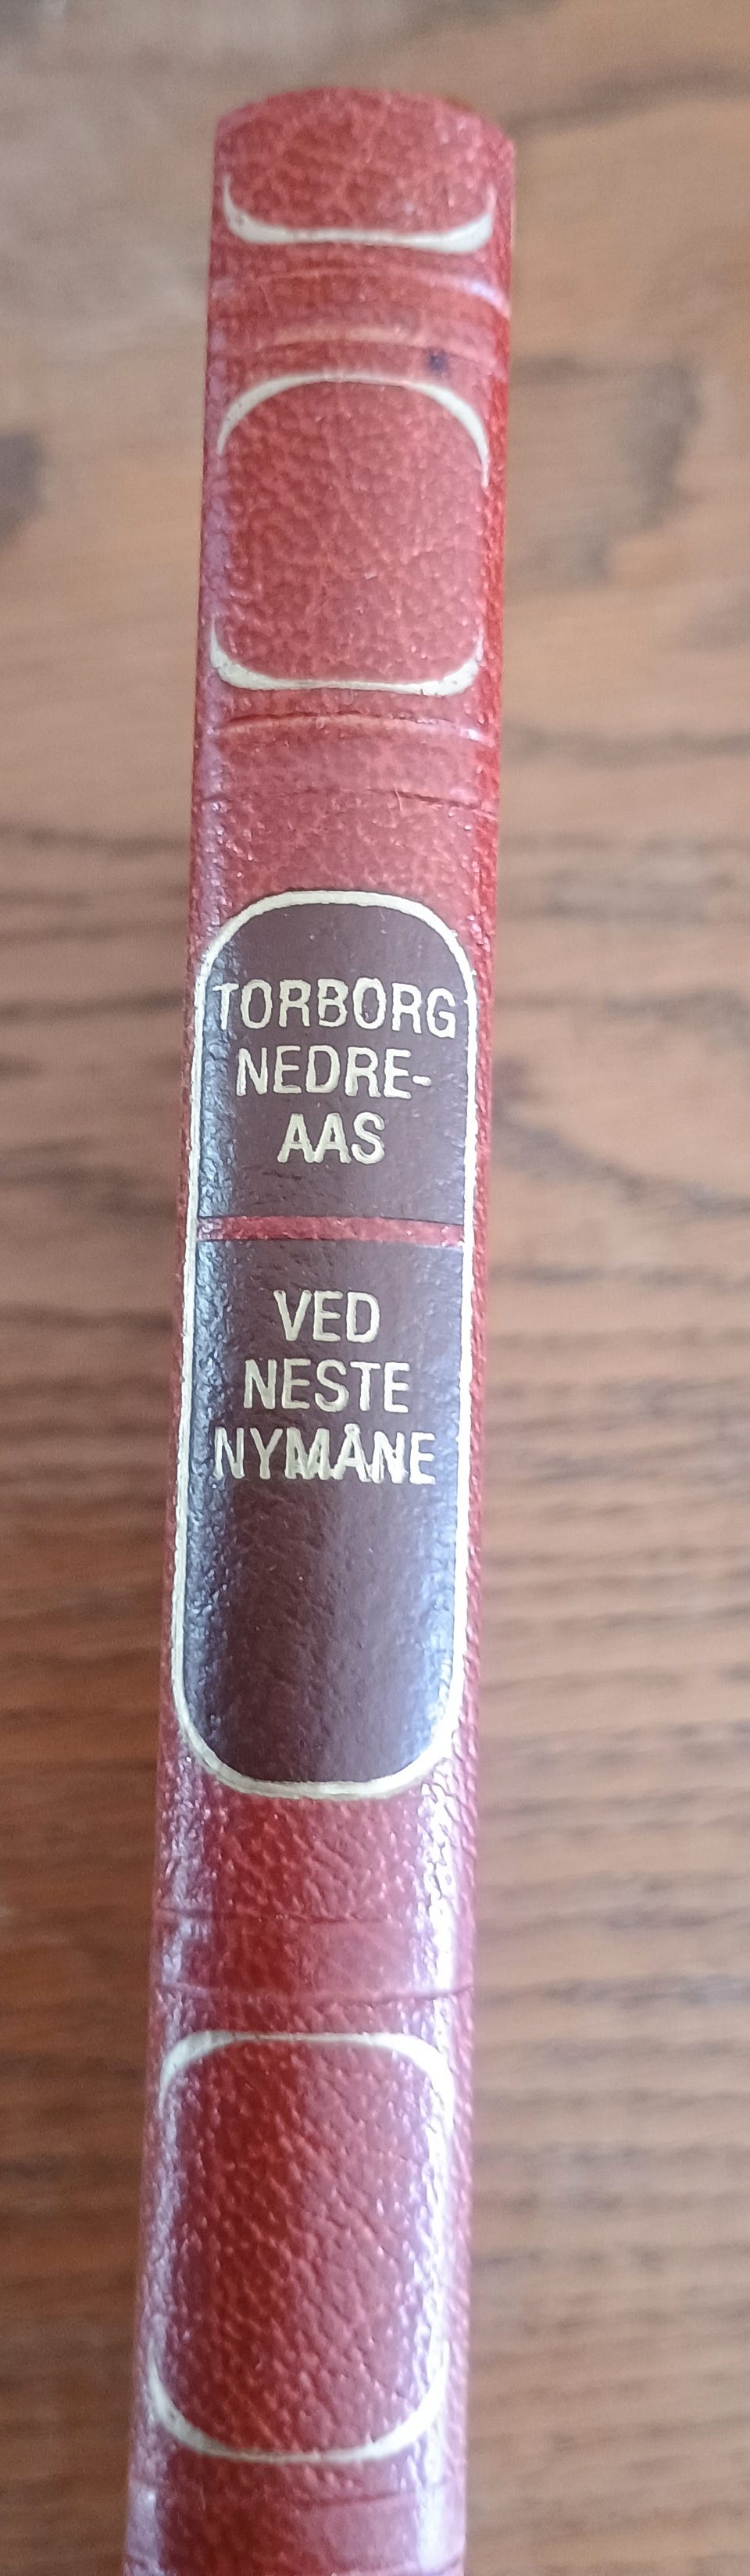 TORBORG
NEDRE-
AAS
VED
NESTE
NYMÅNE